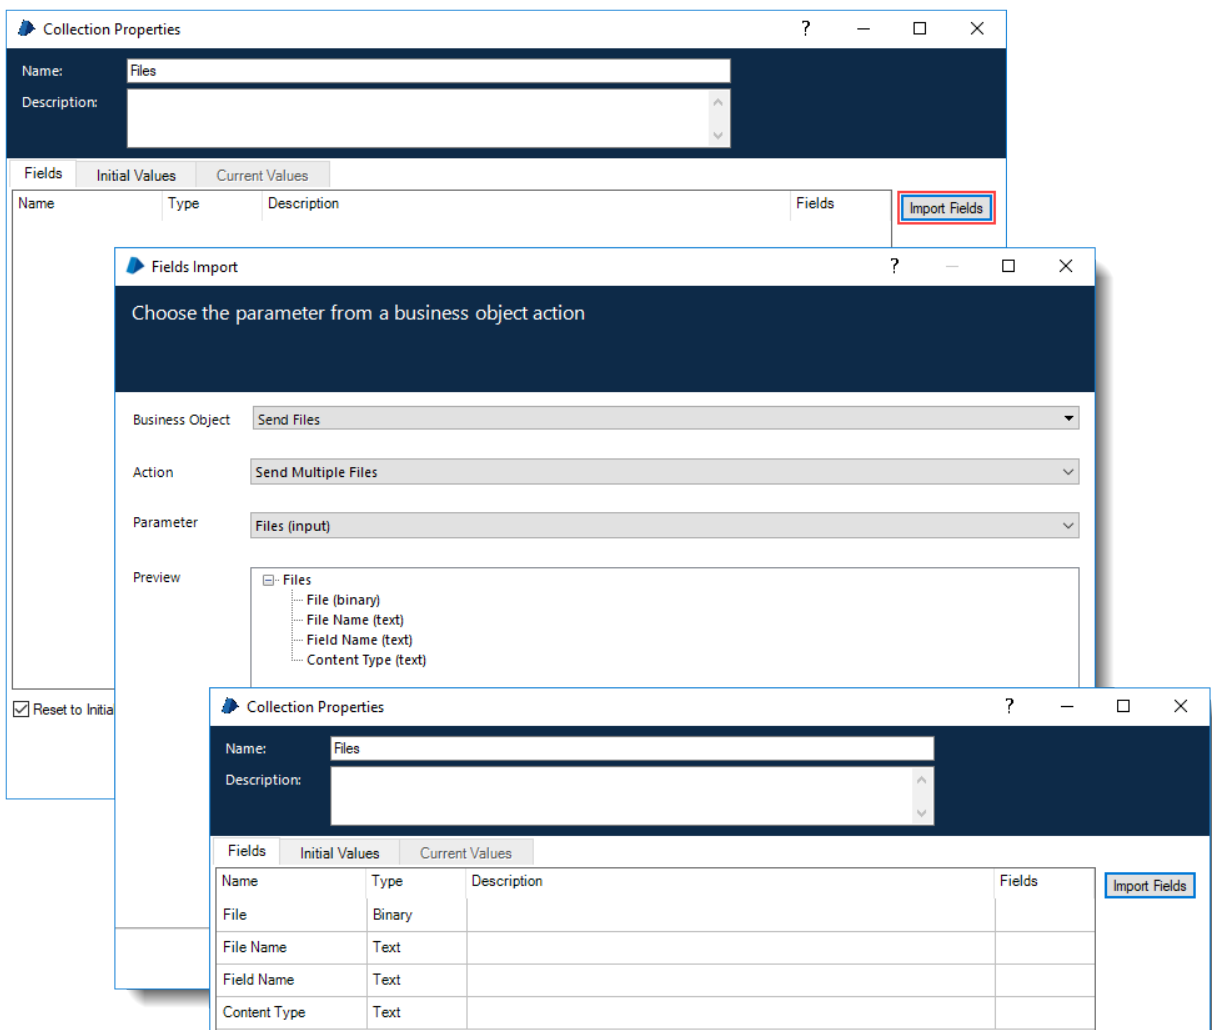 Collection Properties
?
Name: Files
Description:
Fields Initial Values Current Values
Name Type Description Fields
Import Fields
Fields Import
?
Choose the parameter from a business object action
Business Object Send Files
Action Send Multiple Files
Parameter Files (input)
Preview
Files
File (binary)
File Name (text)
Field Name (text)
Content Type (text)
Reset to Initia
Collection Properties
?
Name: Files
Description:
Fields Initial Values Current Values
Name Type Description Fields
Import Fields
File Binary
File Name Text
Field Name Text
Content Type Text